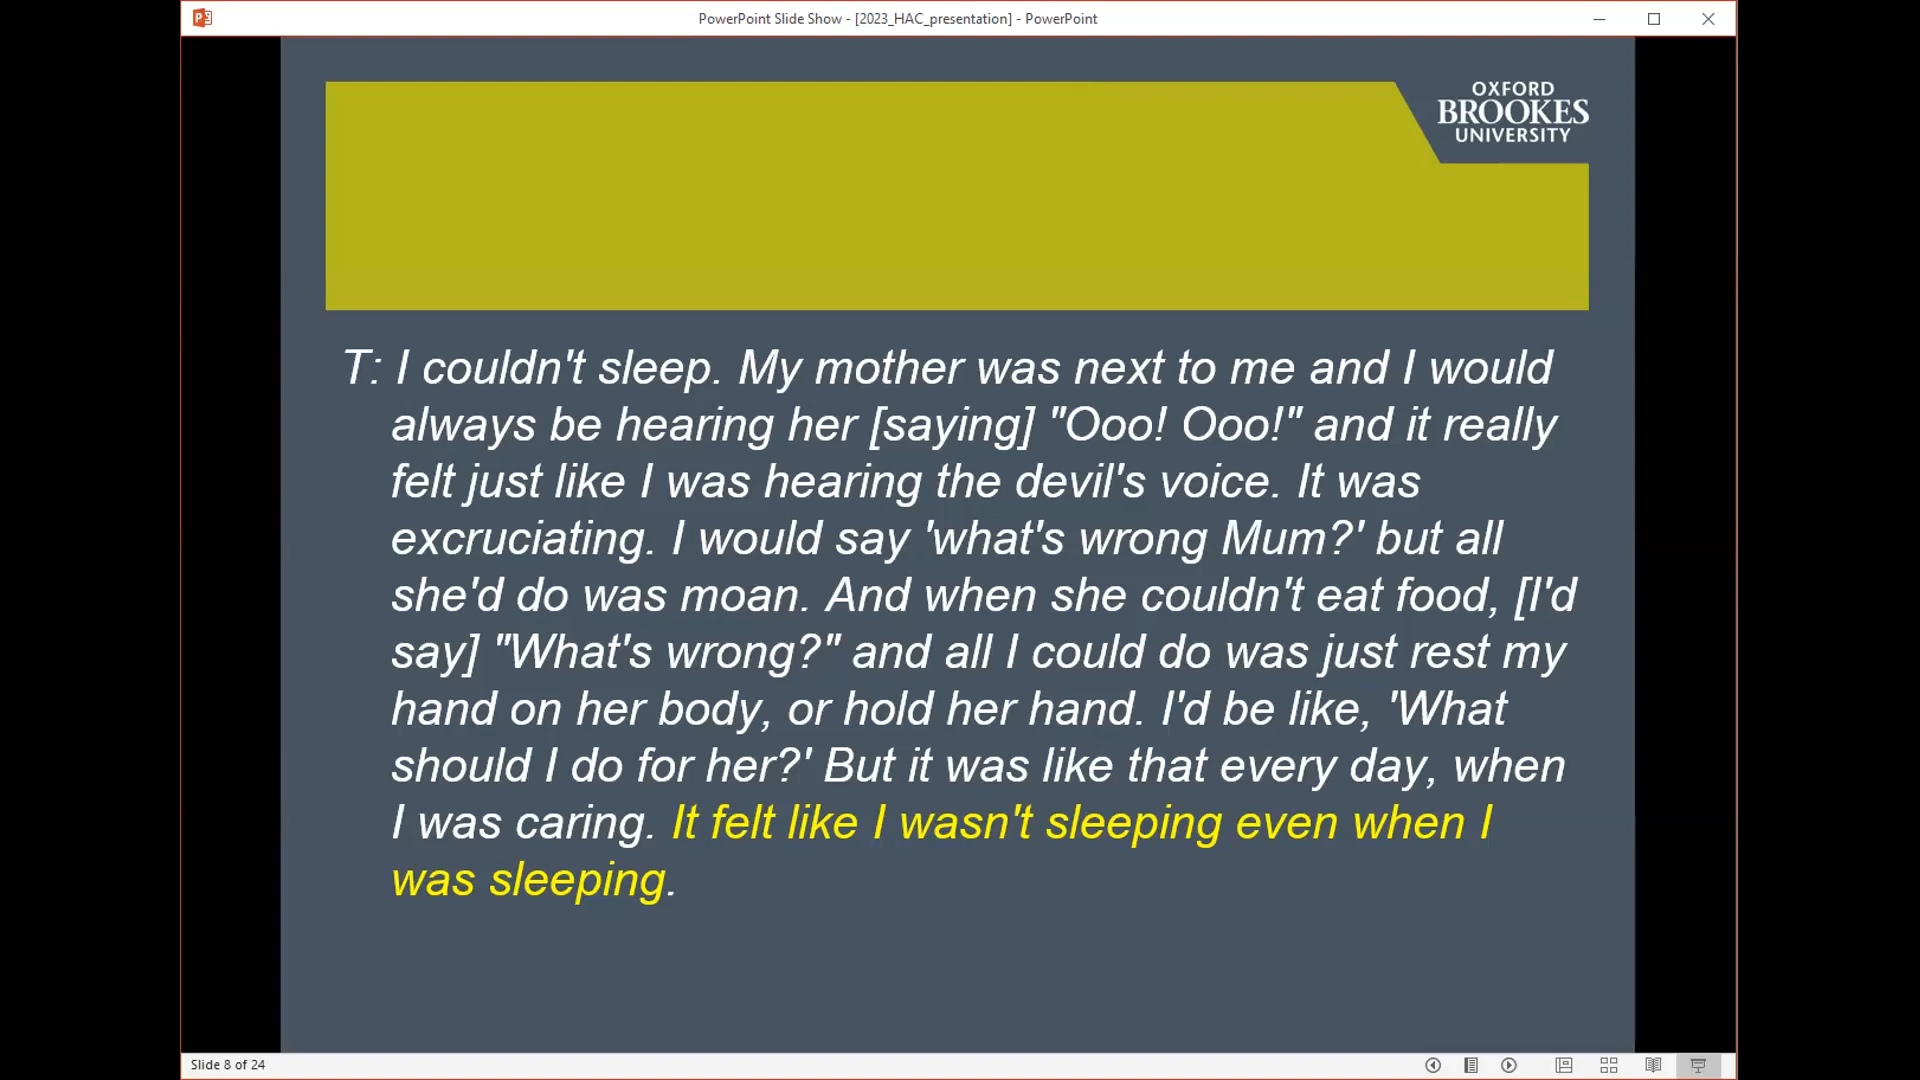 PowerPoint Slide Show - [2023_HAC_presentation] - PowerPoint
OXFORD
BROOKES
UNIVERSITY
T: I couldn't sleep. My mother was next to me and I would
always be hearing her [saying] "Ooo! Ooo!" and it really
felt just like I was hearing the devil's voice. It was
excruciating. I would say 'what's wrong Mum?' but all
she'd do was moan. And when she couldn't eat food, [I'd
say] "What's wrong?" and all I could do was just rest my
hand on her body, or hold her hand. I'd be like, 'What
should I do for her?' But it was like that every day, when
I was caring. It felt like I wasn't sleeping even when I
was sleeping.
Slide 8 of 24